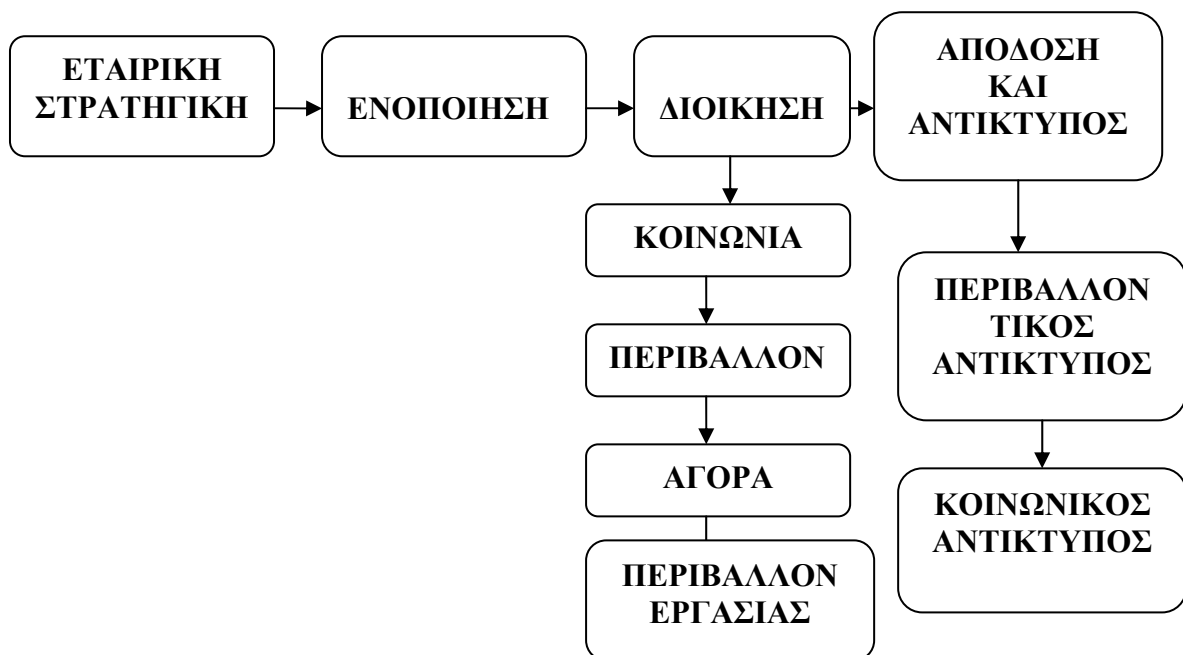 ΕΤΑΙΡΙΚΗ
ΣΤΡΑΤΗΓΙΚΗ
ΕΝΟΠΟΙΗΣΗ
ΔΙΟΙΚΗΣΗ
ΑΠΟΔΟΣΗ
ΚΑΙ
ΑΝΤΙΚΤΥΠΟΣ
ΚΟΙΝΩΝΙΑ
ΠΕΡΙΒΑΛΛΟΝ
ΑΓΟΡΑ
ΠΕΡΙΒΑΛΛΟΝ
ΕΡΓΑΣΙΑΣ
ΠΕΡΙΒΑΛΛΟΝ
ΤΙΚΟΣ
ΑΝΤΙΚΤΥΠΟΣ
ΚΟΙΝΩΝΙΚΟΣ
ΑΝΤΙΚΤΥΠΟΣ